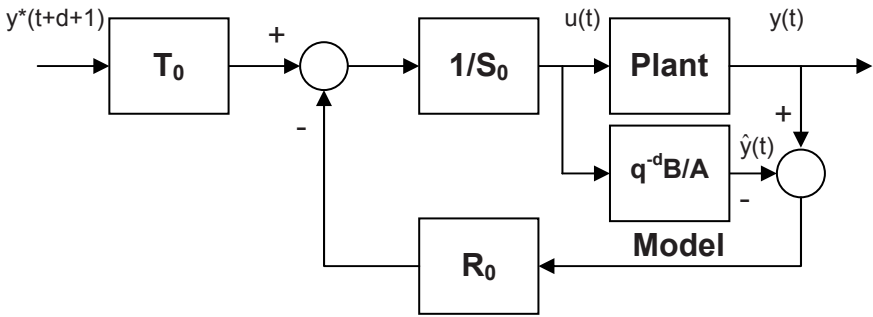 y*(t+d+1)
T₀
+
-
1/S₀
u(t)
Plant
y(t)
+
q⁻ᵈB/A
ŷ(t)
-
Model
R₀